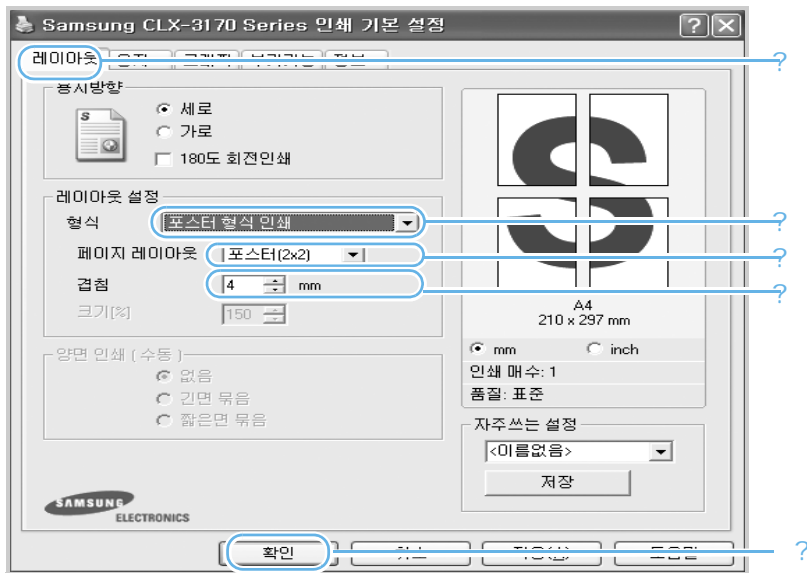 Samsung CLX-3170 Series 인쇄 기본 설정
레이아웃
?
용지방향
세로
가로
180도 회전인쇄
S
레이아웃 설정
형식 포스터 형식 인쇄
?
페이지 레이아웃 포스터(2x2)
?
겹침 4 mm
?
크기[%] 150
A4
210 x 297 mm
mm inch
인쇄 매수: 1
품질: 표준
양면 인쇄 ( 수동 )
없음
긴면 묶음
짧은면 묶음
자주쓰는 설정
<이름없음>
저장
SAMSUNG
ELECTRONICS
확인
?